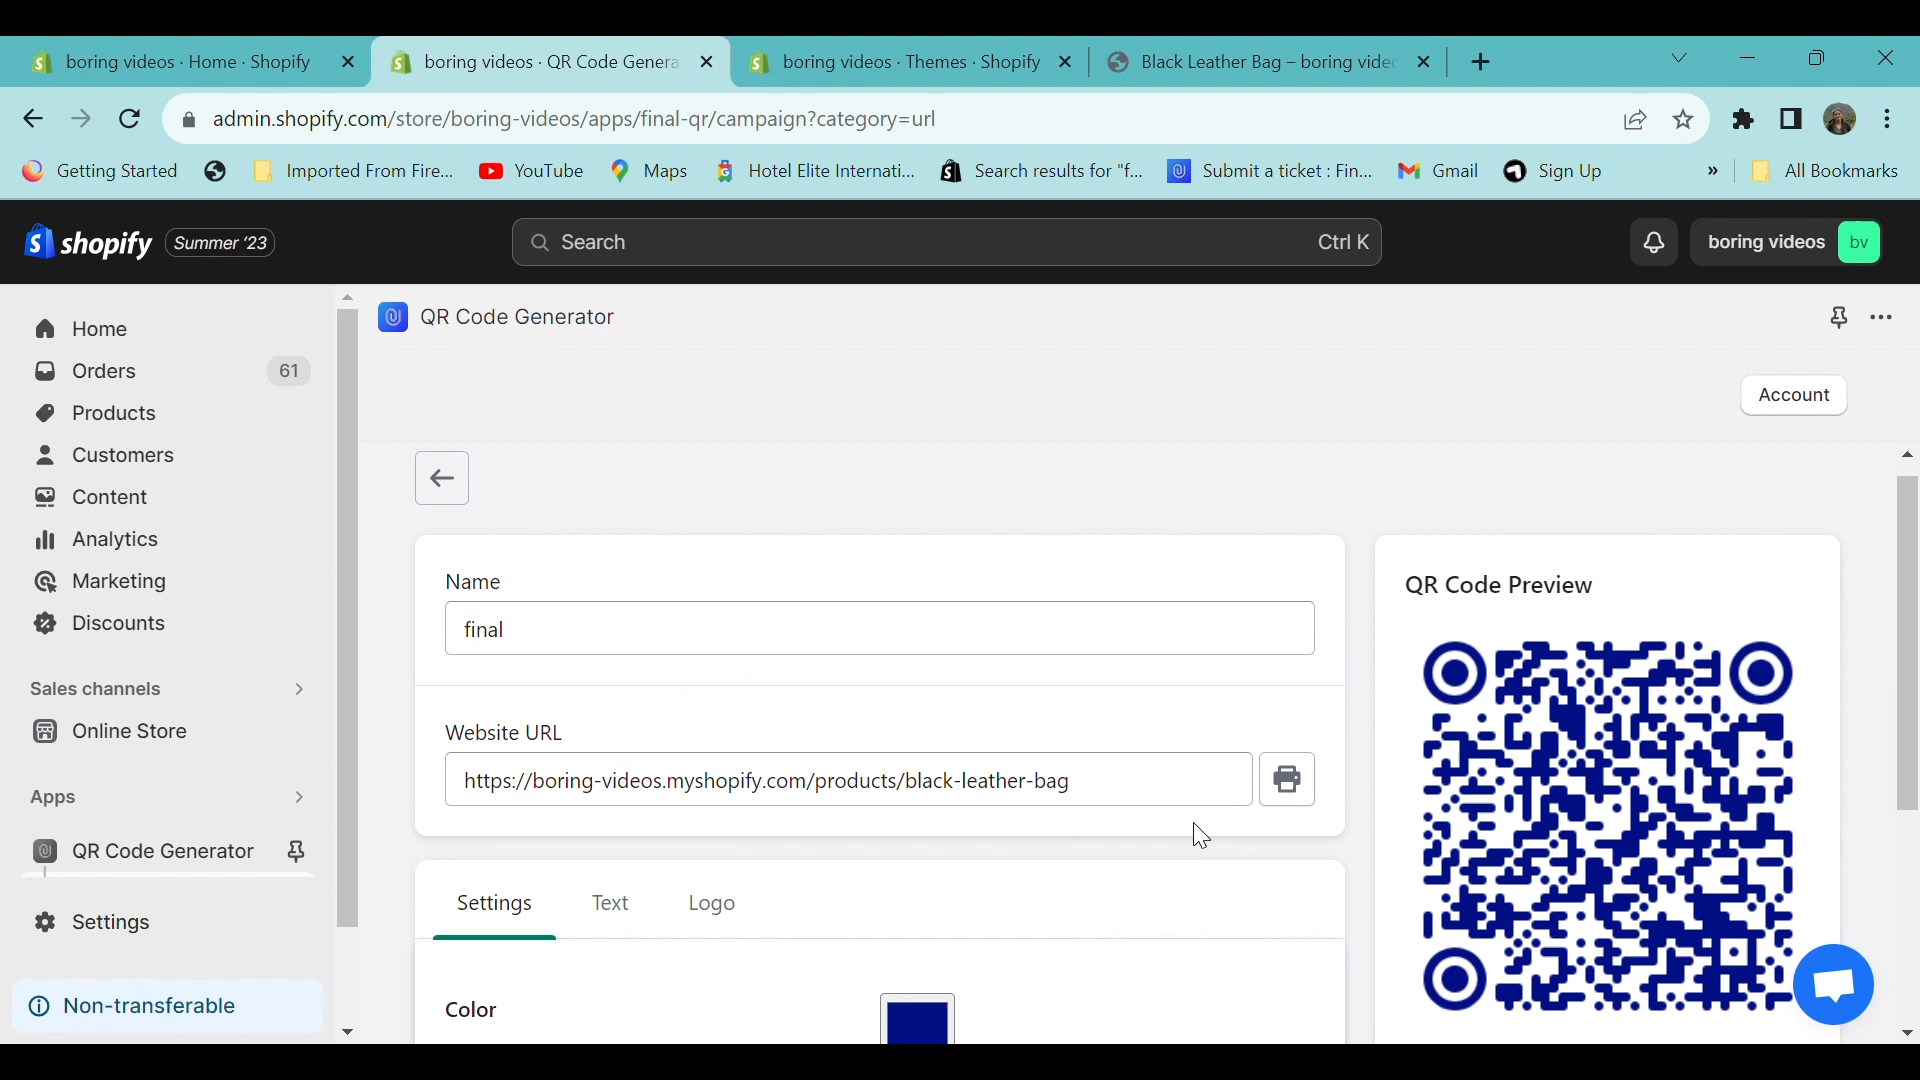 boring videos · Home · Shopify
boring videos · QR Code Genera
boring videos · Themes · Shopify
Black Leather Bag – boring videc
admin.shopify.com/store/boring-videos/apps/final-qr/campaign?category=url
Getting Started
Imported From Fire...
YouTube
Maps
Hotel Elite Internati...
Search results for "f...
Submit a ticket : Fin...
Gmail
Sign Up
»
All Bookmarks
shopify
Summer '23
Search
Ctrl K
boring videos
bv
Home
Orders
61
Products
Customers
Content
Analytics
Marketing
Discounts
Sales channels
Online Store
Apps
QR Code Generator
Settings
Non-transferable
QR Code Generator
Account
Name
final
Website URL
https://boring-videos.myshopify.com/products/black-leather-bag
Settings
Text
Logo
Color
QR Code Preview